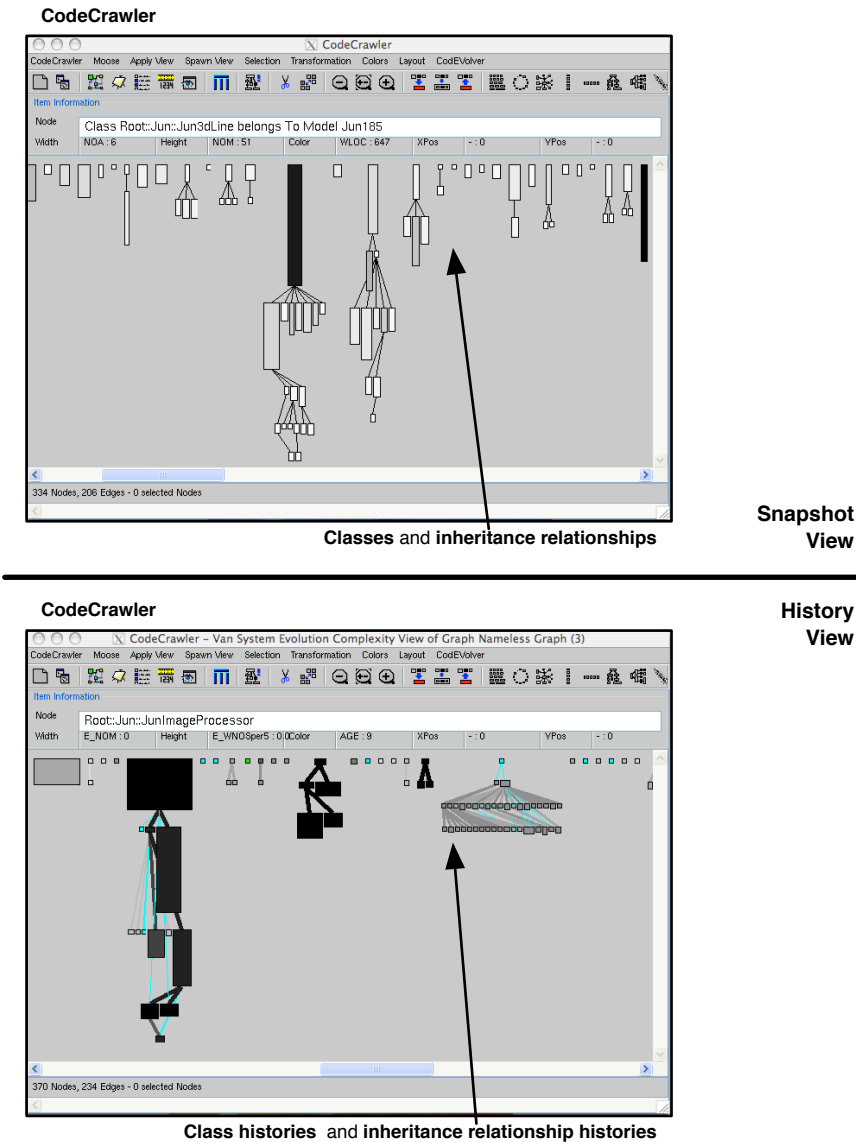 CodeCrawler
CodeCrawler
CodeCrawler Moose Apply View Spawn View Selection Transformation Colors Layout CodEVolver
Item Information
Node Class Root::Jun::Jun3dLine belongs To Model Jun185
Width NOA : 6 Height NOM : 51 Color WLOC : 647 XPos - : 0 YPos - : 0
334 Nodes, 206 Edges - 0 selected Nodes
Classes and inheritance relationships
Snapshot
View
History
View
CodeCrawler
CodeCrawler – Van System Evolution Complexity View of Graph Nameless Graph (3)
CodeCrawler Moose Apply View Spawn View Selection Transformation Colors Layout CodEVolver
Item Information
Node Root::Jun::JunImageProcessor
Width E_NOM : 0 Height E_WNOSper5 : 0.0 Color AGE : 9 XPos - : 0 YPos - : 0
370 Nodes, 234 Edges - 0 selected Nodes
Class histories and inheritance relationship histories